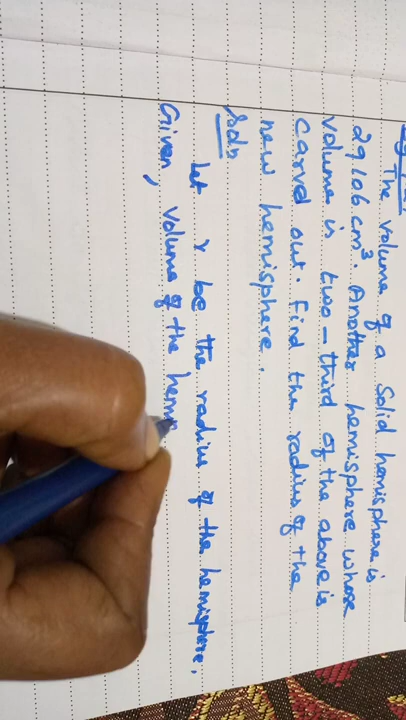 The volume of a solid hemisphere is
29106 cm³. Another hemisphere whose
volume is two-third of the above is
carved out. Find the radius of the
new hemisphere.
Soln
Let r be the radius of the hemisphere.
Given, volume of the hem